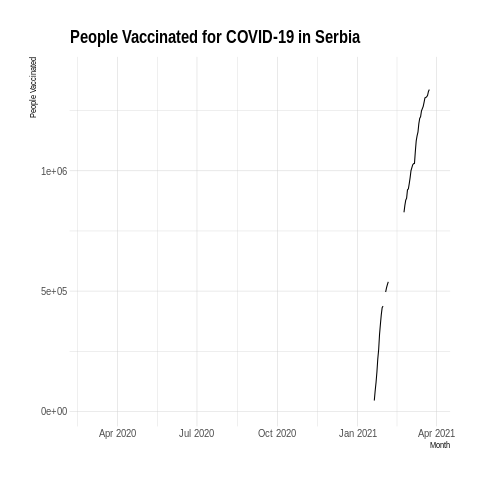 People Vaccinated for COVID-19 in Serbia
People Vaccinated
1e+06
5e+05
0e+00
Apr 2020
Jul 2020
Oct 2020
Jan 2021
Apr 2021
Month